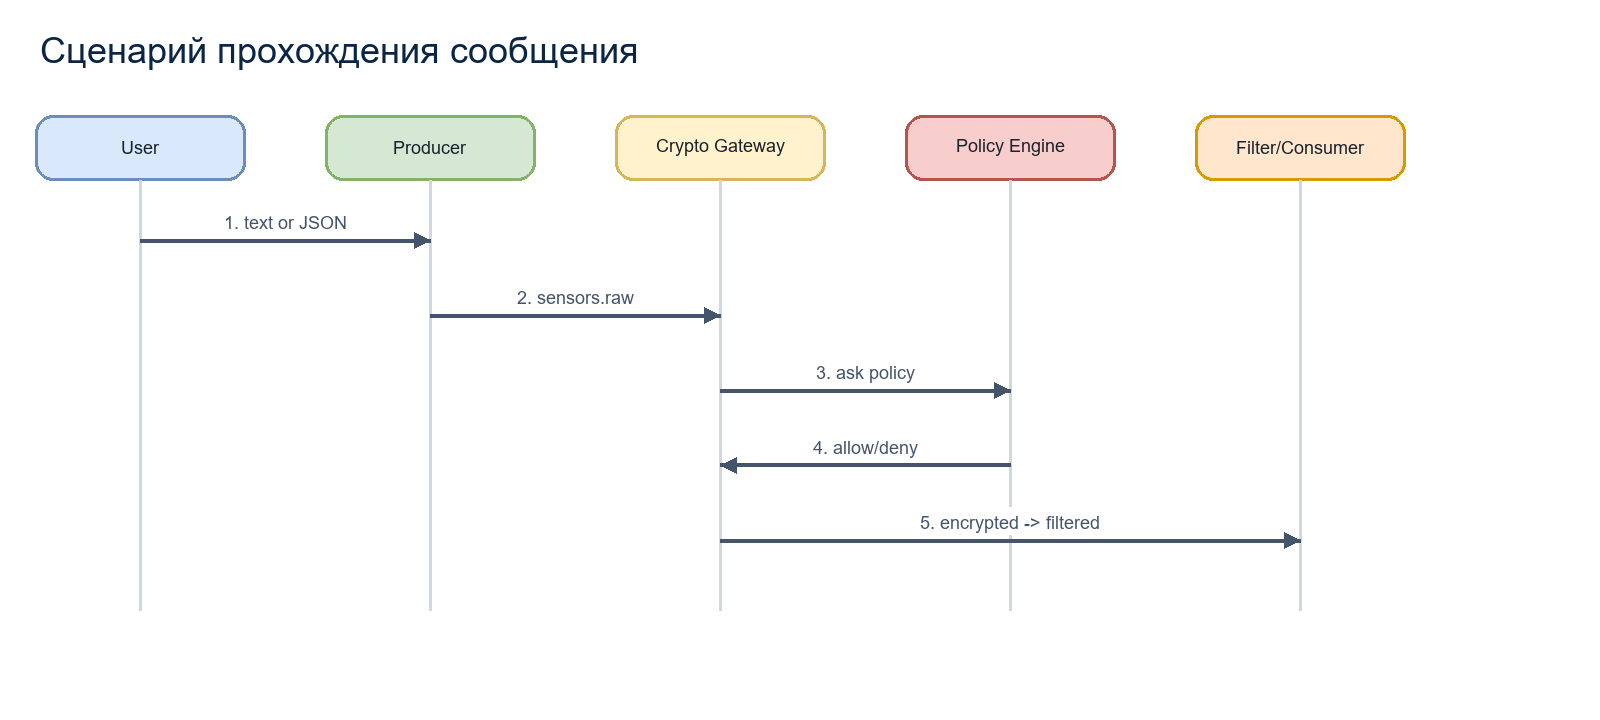 Сценарий прохождения сообщения
User
Producer
Crypto Gateway
Policy Engine
Filter/Consumer
1. text or JSON
2. sensors.raw
3. ask policy
4. allow/deny
5. encrypted -> filtered